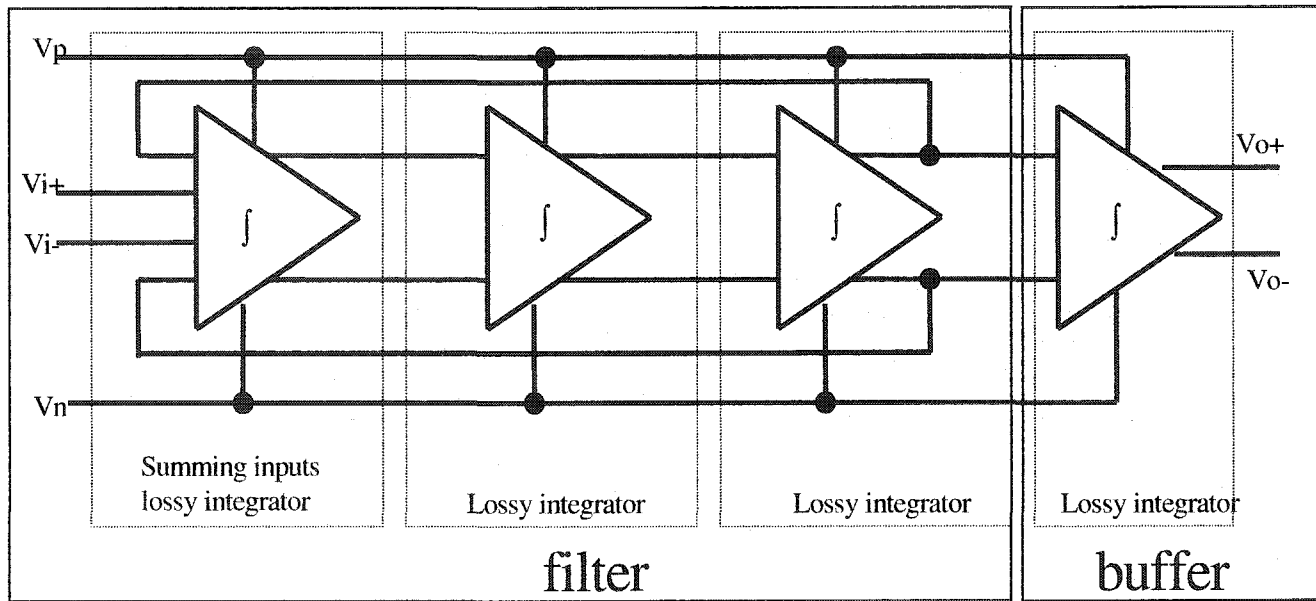 Vp
Vi+
Vi-
Vn
∫
∫
∫
∫
Vo+
Vo-
Summing inputs
lossy integrator
Lossy integrator
Lossy integrator
Lossy integrator
filter
buffer